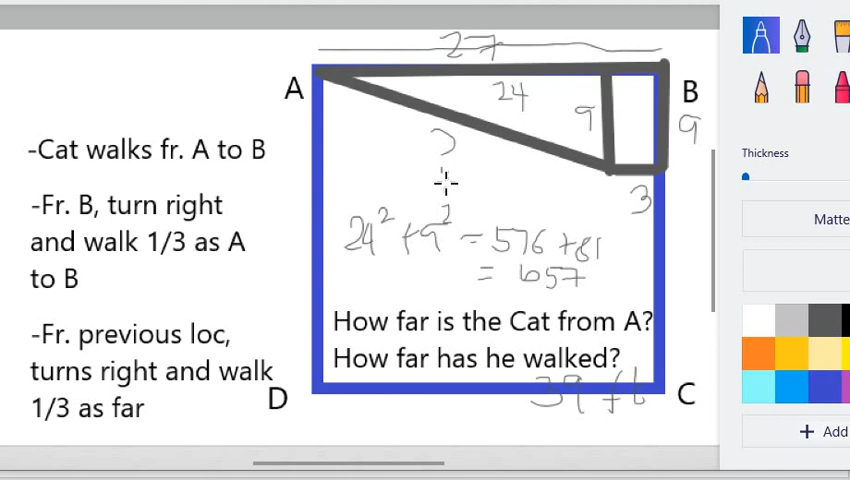 27
A
B
24
9
9
-Cat walks fr. A to B
3
-Fr. B, turn right
and walk 1/3 as A
to B
24² + 9² = 576 + 81
= 657
-Fr. previous loc,
turns right and walk
1/3 as far
How far is the Cat from A?
How far has he walked?
39 ft
D
C
Thickness
Matte
Add